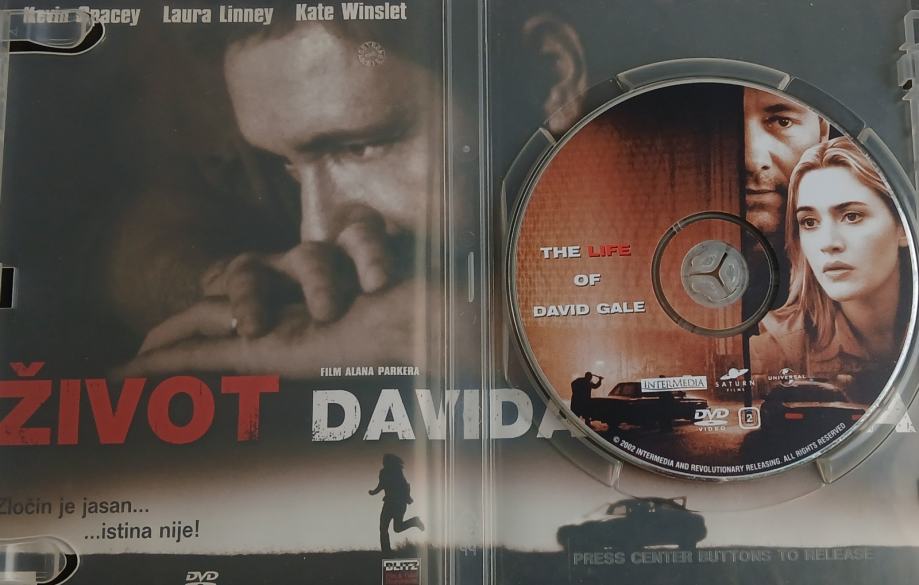 Kevin Spacey Laura Linney Kate Winslet
FILM ALANA PARKERA
ŽIVOT DAVIDA
Zločin je jasan...
...istina nije!
DVD
BLITZ
THE LIFE
OF
DAVID GALE
INTERMEDIA
SATURN
FILMS
UNIVERSAL
DVD
VIDEO
2
© 2002 INTERMEDIA AND REVOLUTIONARY RELEASING. ALL RIGHTS RESERVED
44
PRESS CENTER BUTTONS TO RELEASE